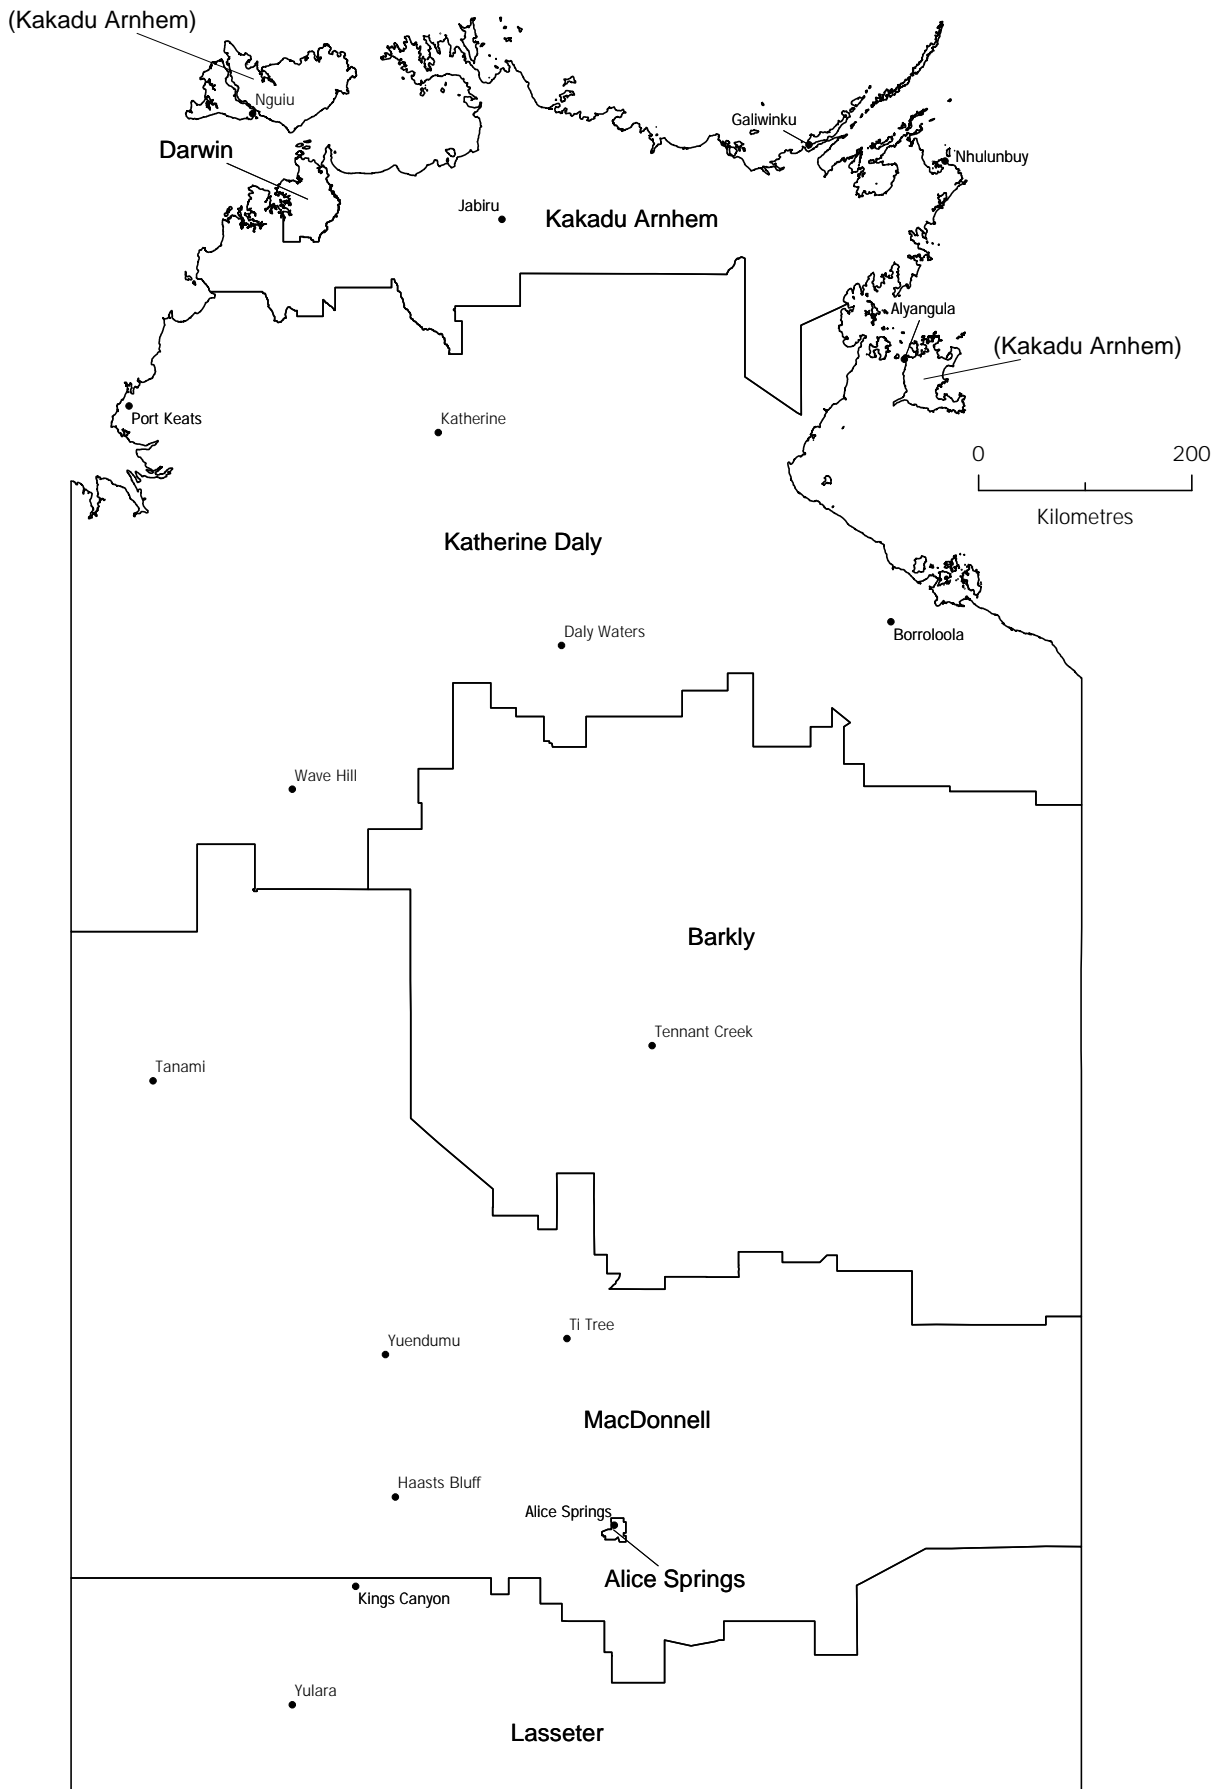 (Kakadu Arnhem)
Nguiu
Galiwinku
Darwin
Nhulunbuy
Jabiru
Kakadu Arnhem
Alyangula
(Kakadu Arnhem)
Port Keats
Katherine
0
200
Kilometres
Katherine Daly
Daly Waters
Borroloola
Wave Hill
Barkly
Tennant Creek
Tanami
Ti Tree
Yuendumu
MacDonnell
Haasts Bluff
Alice Springs
Alice Springs
Kings Canyon
Yulara
Lasseter